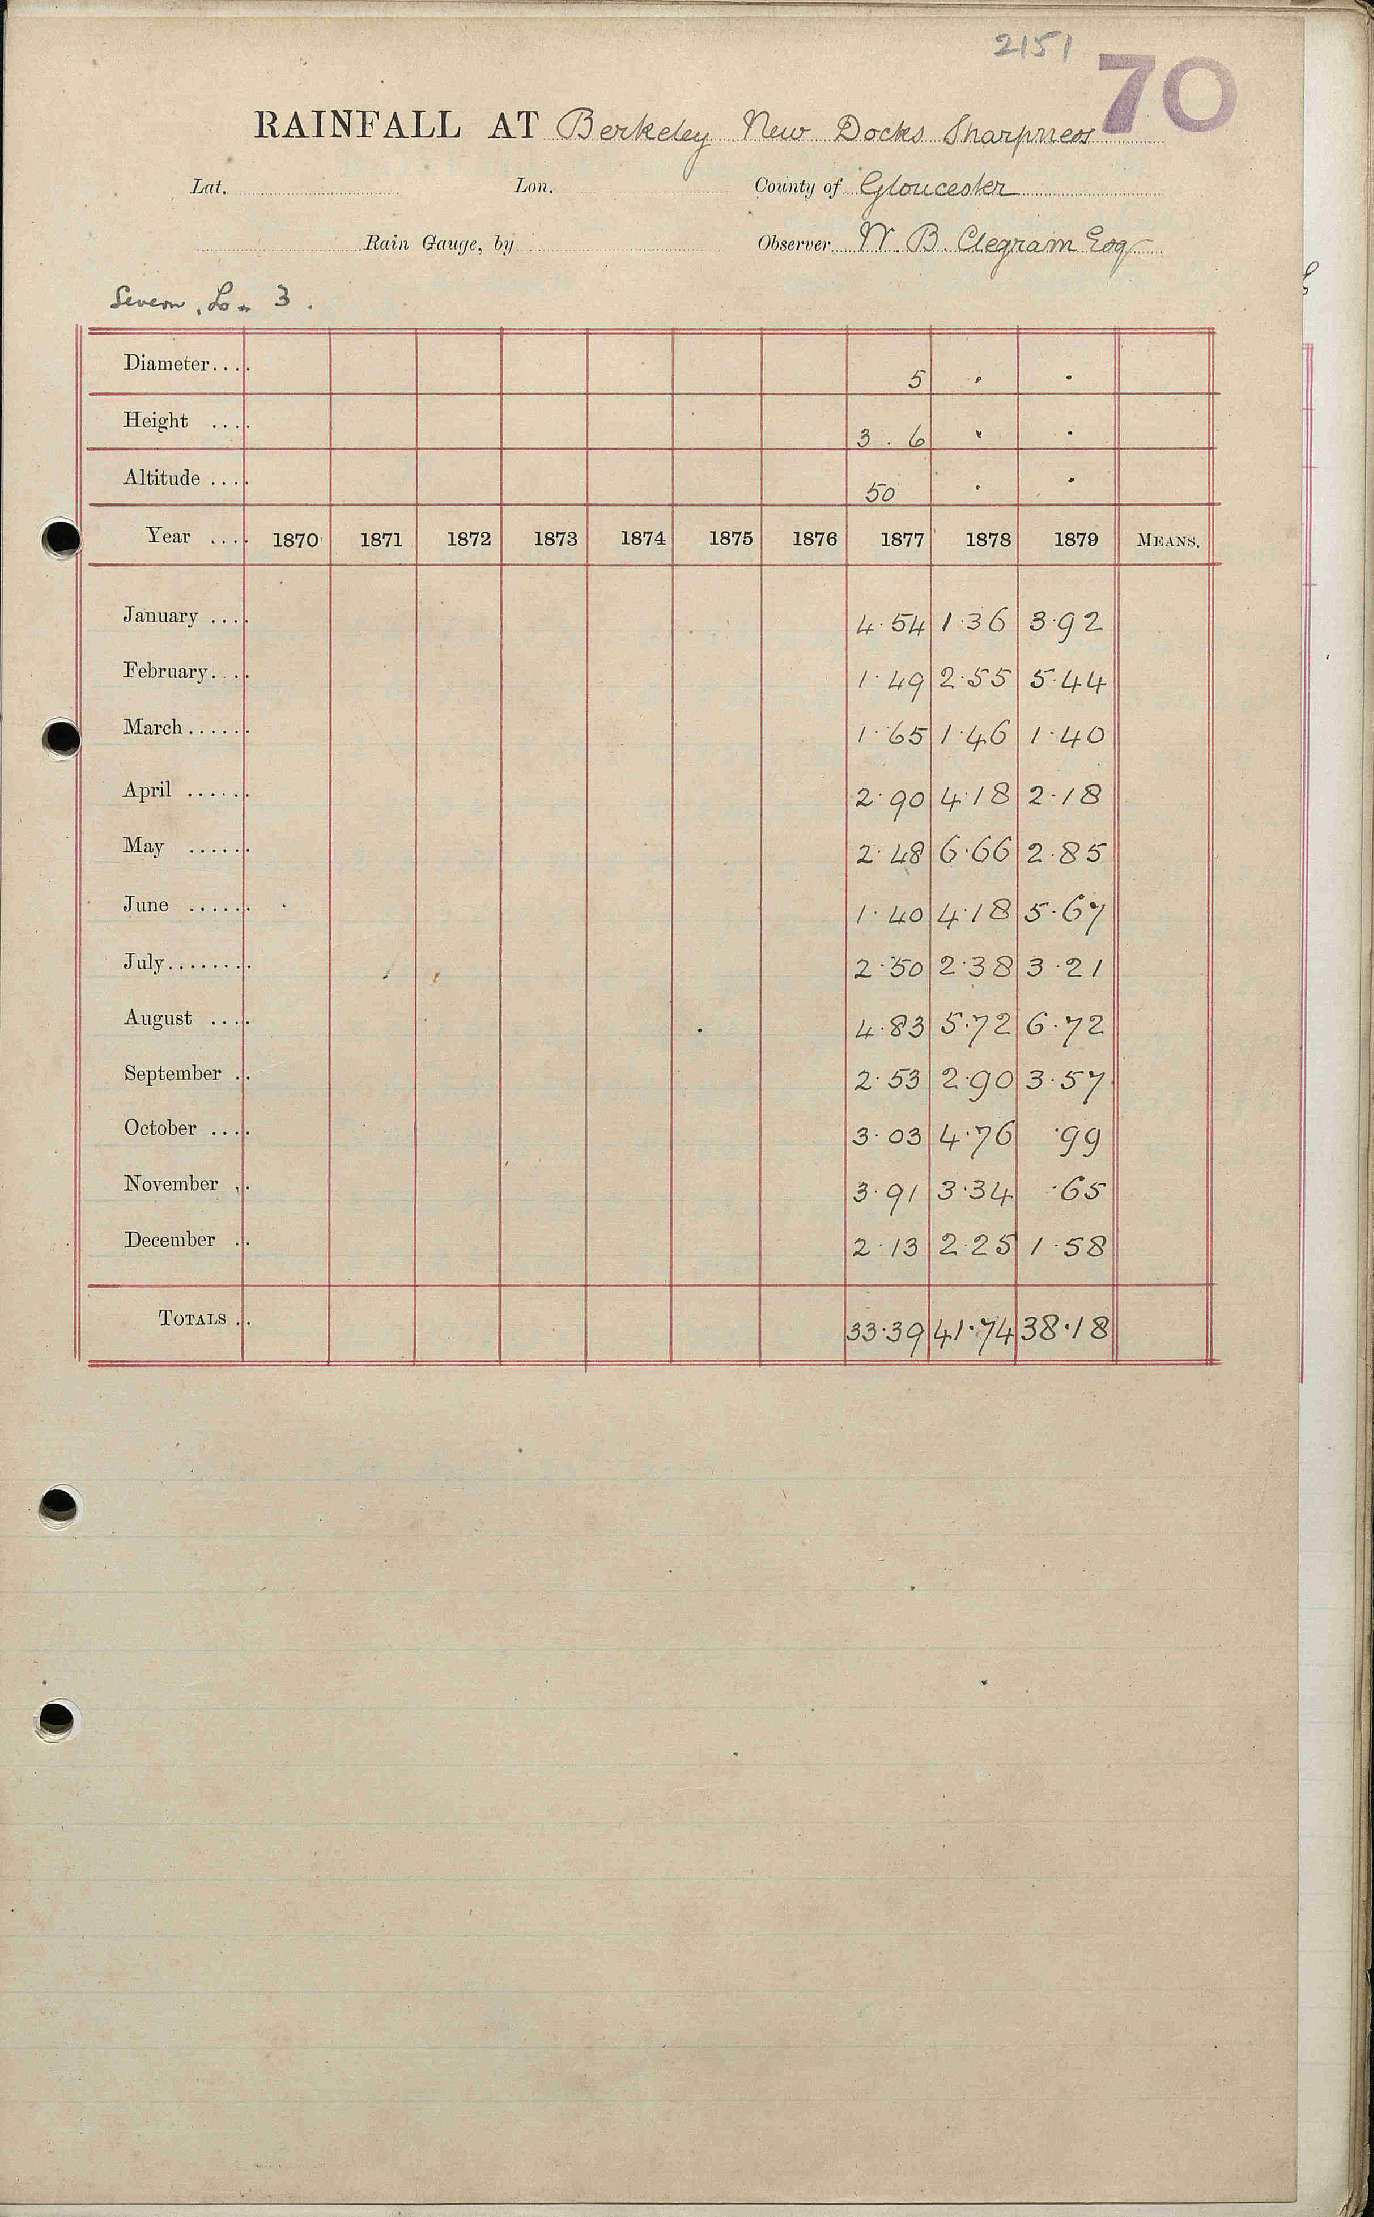 2151
70
RAINFALL AT Berkeley New Docks Sharpness
Lat. Lon. County of Gloucester
Rain Gauge, by Observer W. B. Clegram Esq
Severn, Lo. 3.
Diameter.... 5 . .
Height .... 3 . 6 . .
Altitude .... 50 . .
Year .... 1870 1871 1872 1873 1874 1875 1876 1877 1878 1879 MEANS.
January .... 4.54 1.36 3.92
February.... 1.49 2.55 5.44
March...... 1.65 1.46 1.40
April ...... 2.90 4.18 2.18
May ...... 2.48 6.66 2.85
June ...... 1.40 4.18 5.67
July........ 2.50 2.38 3.21
August .... 4.83 5.72 6.72
September .. 2.53 2.90 3.57
October .... 3.03 4.76 .99
November .. 3.91 3.34 .65
December .. 2.13 2.25 1.58
TOTALS .. 33.39 41.74 38.18